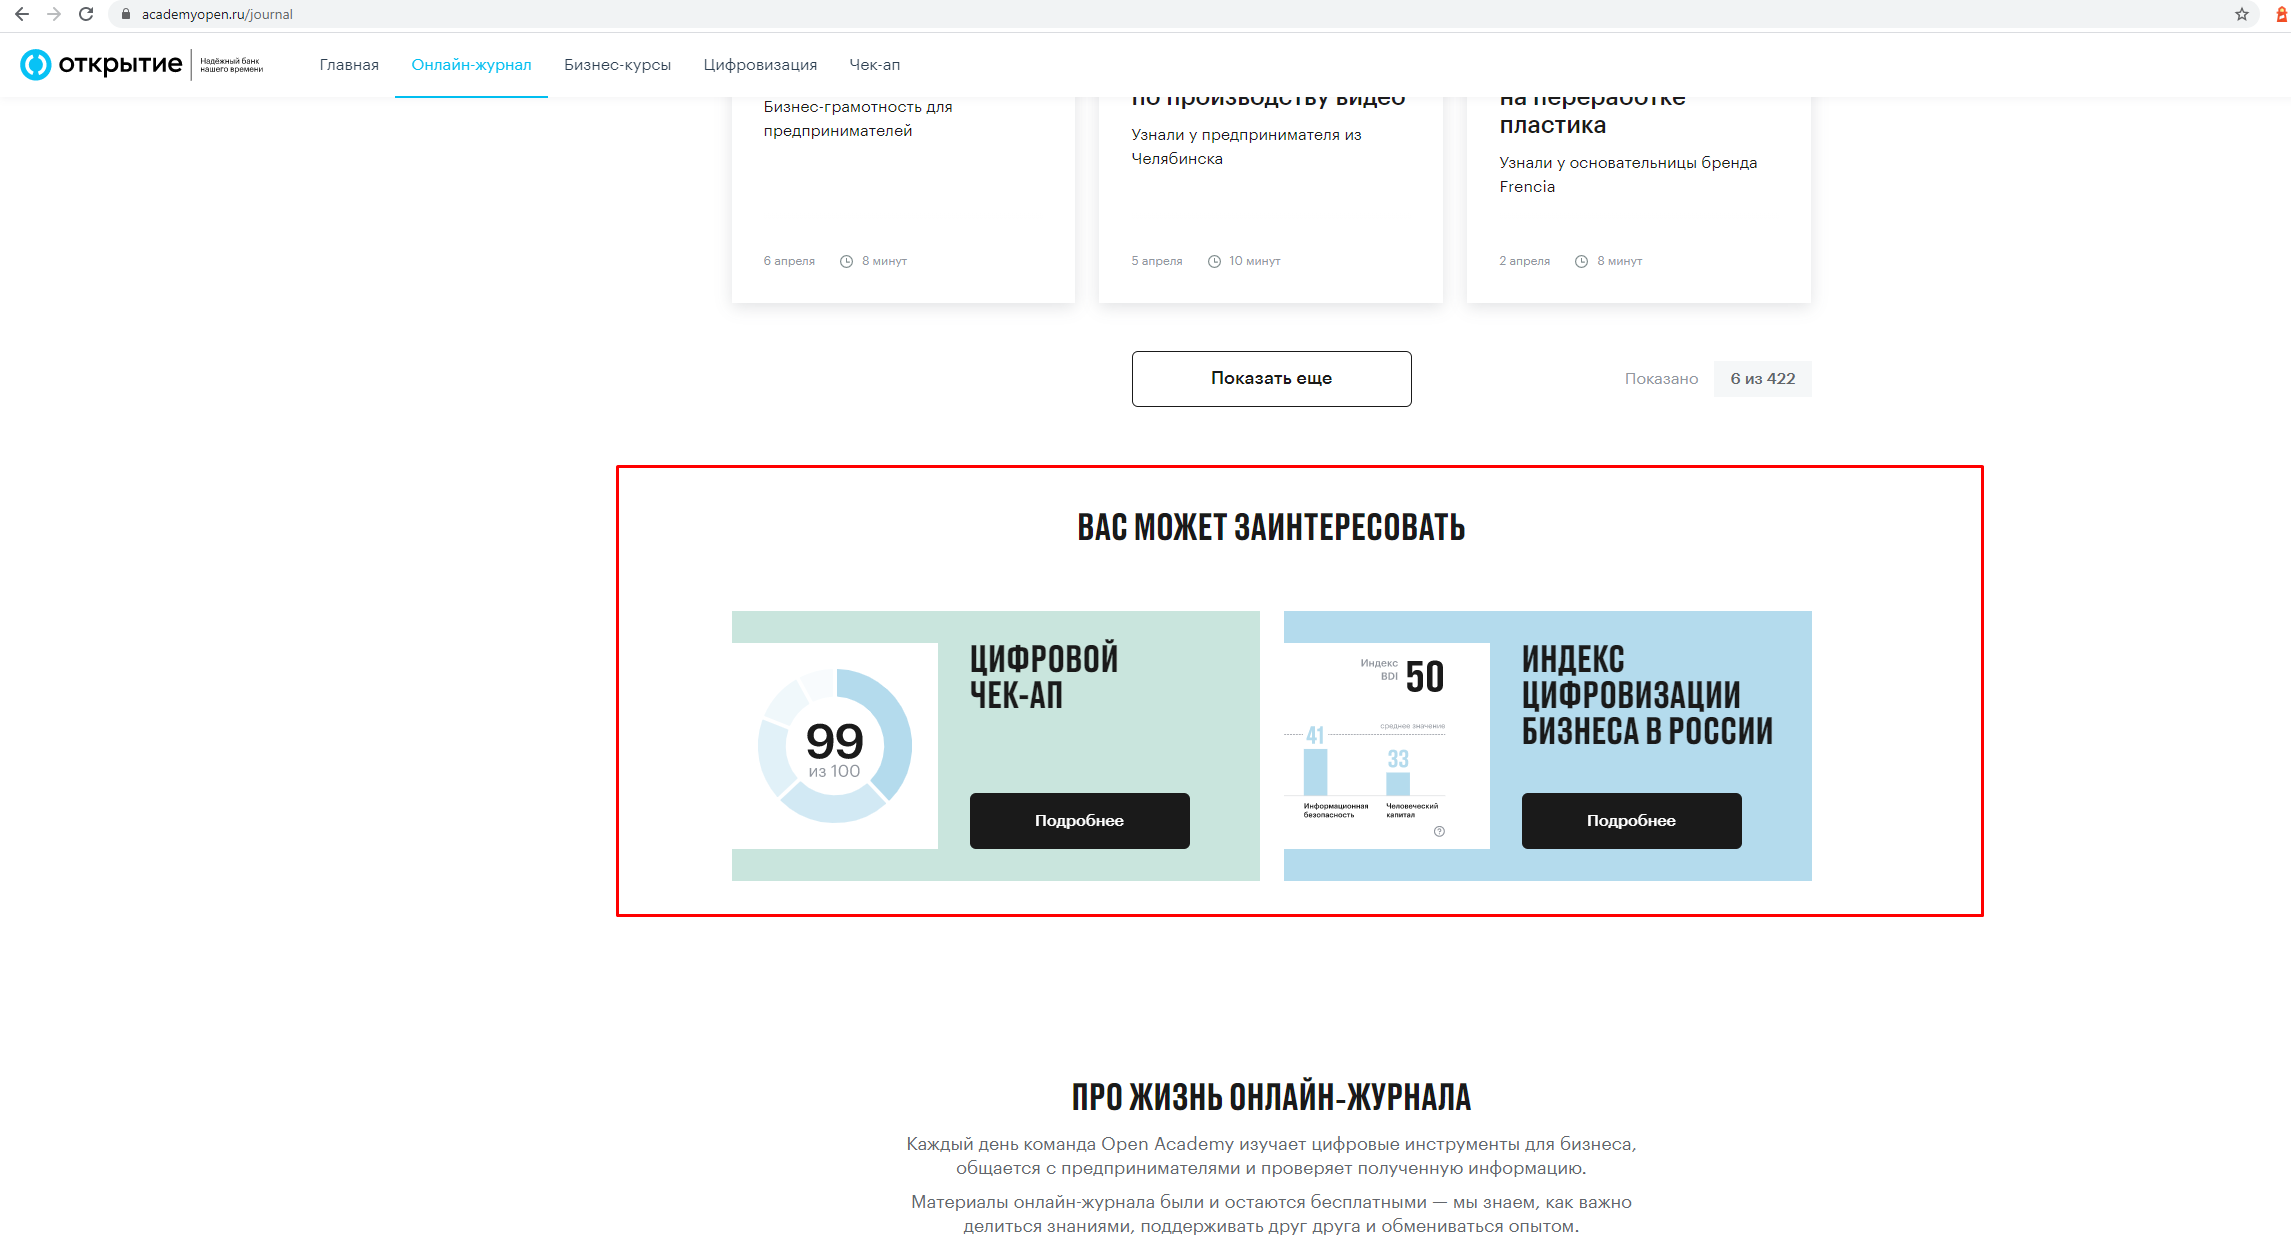 academyopen.ru/journal
открытие
Надёжный банк
нашего времени
Главная
Онлайн-журнал
Бизнес-курсы
Цифровизация
Чек-ап
Бизнес-грамотность для
предпринимателей
6 апреля
8 минут
по производству видео
Узнали у предпринимателя из
Челябинска
5 апреля
10 минут
на переработке
пластика
Узнали у основательницы бренда
Frencia
2 апреля
8 минут
Показать еще
Показано
6 из 422
ВАС МОЖЕТ ЗАИНТЕРЕСОВАТЬ
99
из 100
ЦИФРОВОЙ
ЧЕК-АП
Подробнее
Индекс
BDI
50
среднее значение
41
33
Информационная
безопасность
Человеческий
капитал
ИНДЕКС
ЦИФРОВИЗАЦИИ
БИЗНЕСА В РОССИИ
Подробнее
ПРО ЖИЗНЬ ОНЛАЙН-ЖУРНАЛА
Каждый день команда Open Academy изучает цифровые инструменты для бизнеса,
общается с предпринимателями и проверяет полученную информацию.
Материалы онлайн-журнала были и остаются бесплатными — мы знаем, как важно
делиться знаниями, поддерживать друг друга и обмениваться опытом.